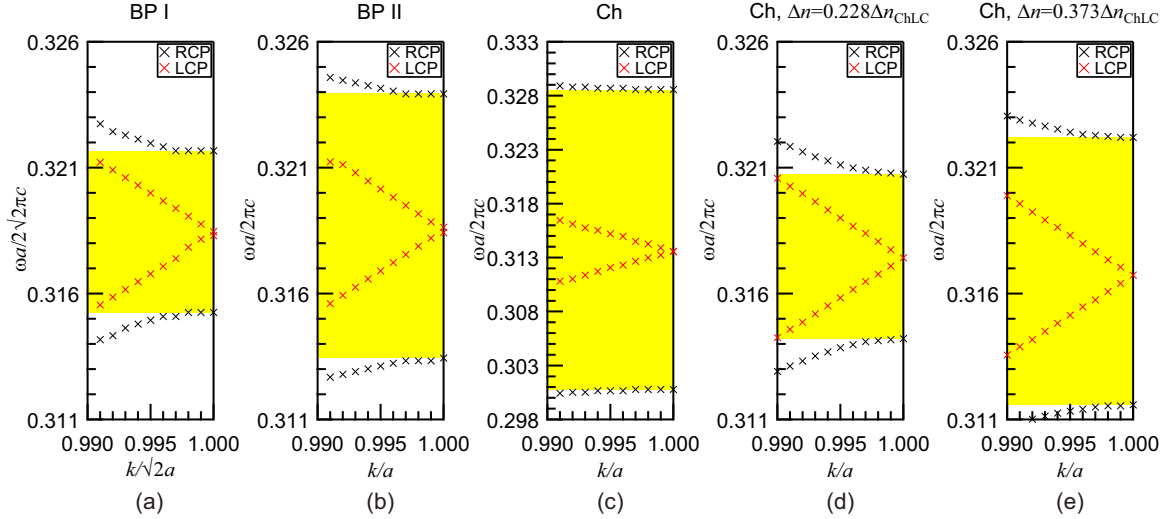 BP I
0.326
0.321
0.316
0.311
RCP
LCP
ωa/2√2πc
0.990 0.995 1.000
k/√2a
(a)
BP II
0.326
0.321
0.316
0.311
RCP
LCP
ωa/2πc
0.990 0.995 1.000
k/a
(b)
Ch
0.333
0.328
0.323
0.318
0.313
0.308
0.303
0.298
RCP
LCP
ωa/2πc
0.990 0.995 1.000
k/a
(c)
Ch, Δn=0.228Δn_ChLC
0.326
0.321
0.316
0.311
RCP
LCP
ωa/2πc
0.990 0.995 1.000
k/a
(d)
Ch, Δn=0.373Δn_ChLC
0.326
0.321
0.316
0.311
RCP
LCP
ωa/2πc
0.990 0.995 1.000
k/a
(e)